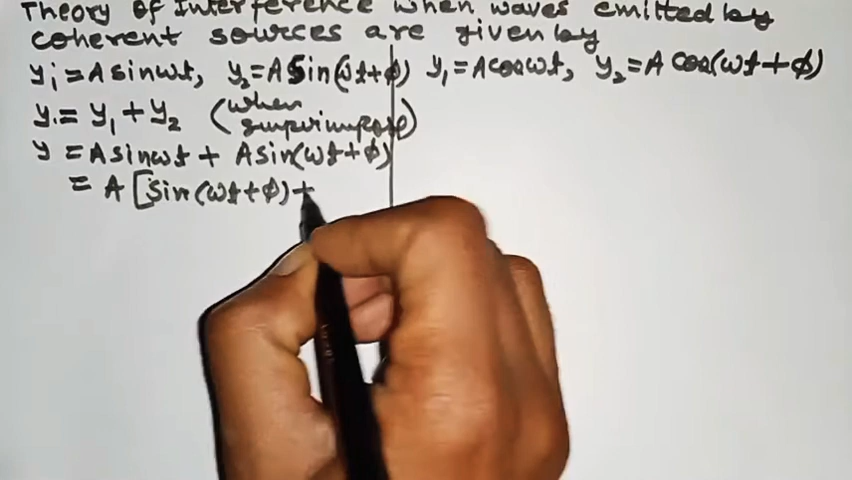 Theory of Interference when waves emitted by
coherent sources are given by
y₁ = A sinωt, y₂ = A Sin(ωt+ϕ) y₁ = A cosωt, y₂ = A cos(ωt+ϕ)
y = y₁ + y₂ (when superimpose)
y = A sinωt + A sin(ωt+ϕ)
= A [sin(ωt+ϕ)+